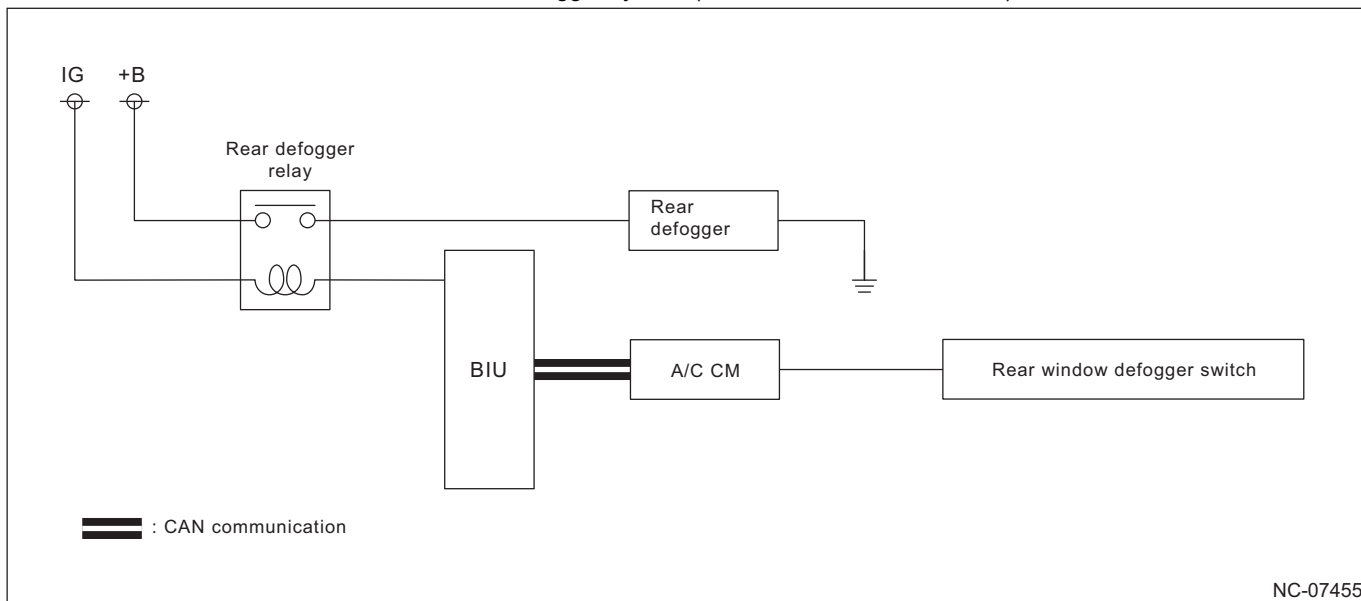 IG
+B
Rear defogger
relay
Rear
defogger
BIU
A/C CM
Rear window defogger switch
: CAN communication
NC-07455